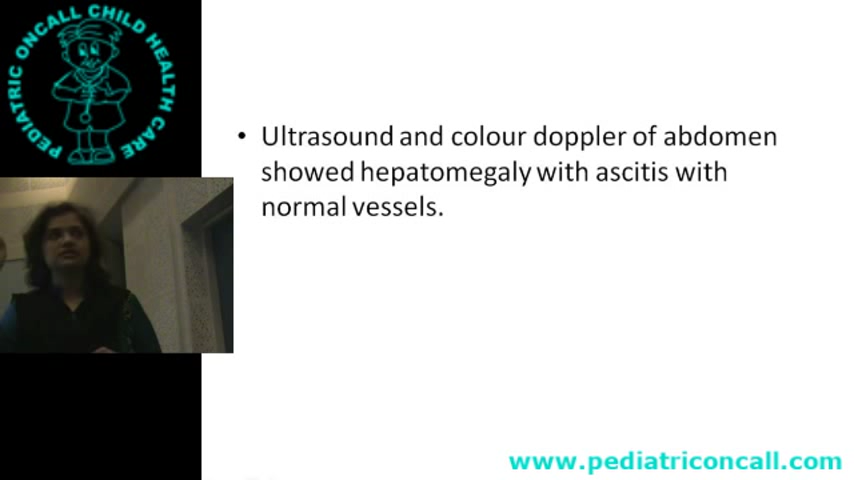 PEDIATRIC ONCALL CHILD HEALTH CARE
• Ultrasound and colour doppler of abdomen
showed hepatomegaly with ascitis with
normal vessels.
www.pediatriconcall.com